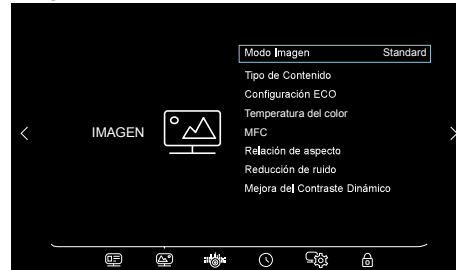 Modo Imagen Standard
Tipo de Contenido
Configuración ECO
Temperatura del color
IMAGEN
MFC
Relación de aspecto
Reducción de ruido
Mejora del Contraste Dinámico